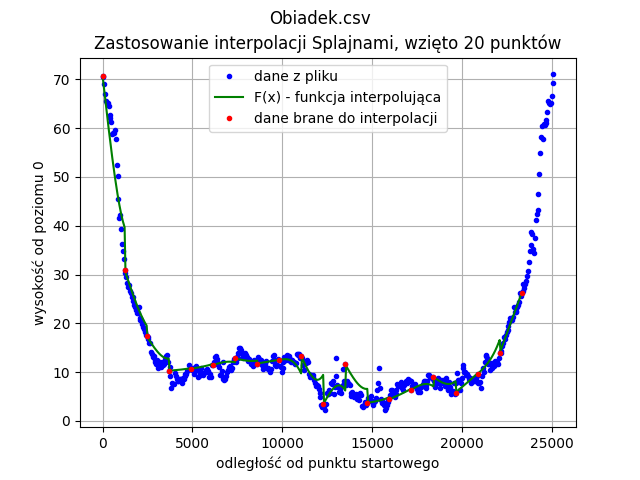 Obiadek.csv
Zastosowanie interpolacji Splajnami, wzięto 20 punktów
dane z pliku
F(x) - funkcja interpolująca
dane brane do interpolacji
wysokość od poziomu 0
70
60
50
40
30
20
10
0
0 5000 10000 15000 20000 25000
odległość od punktu startowego